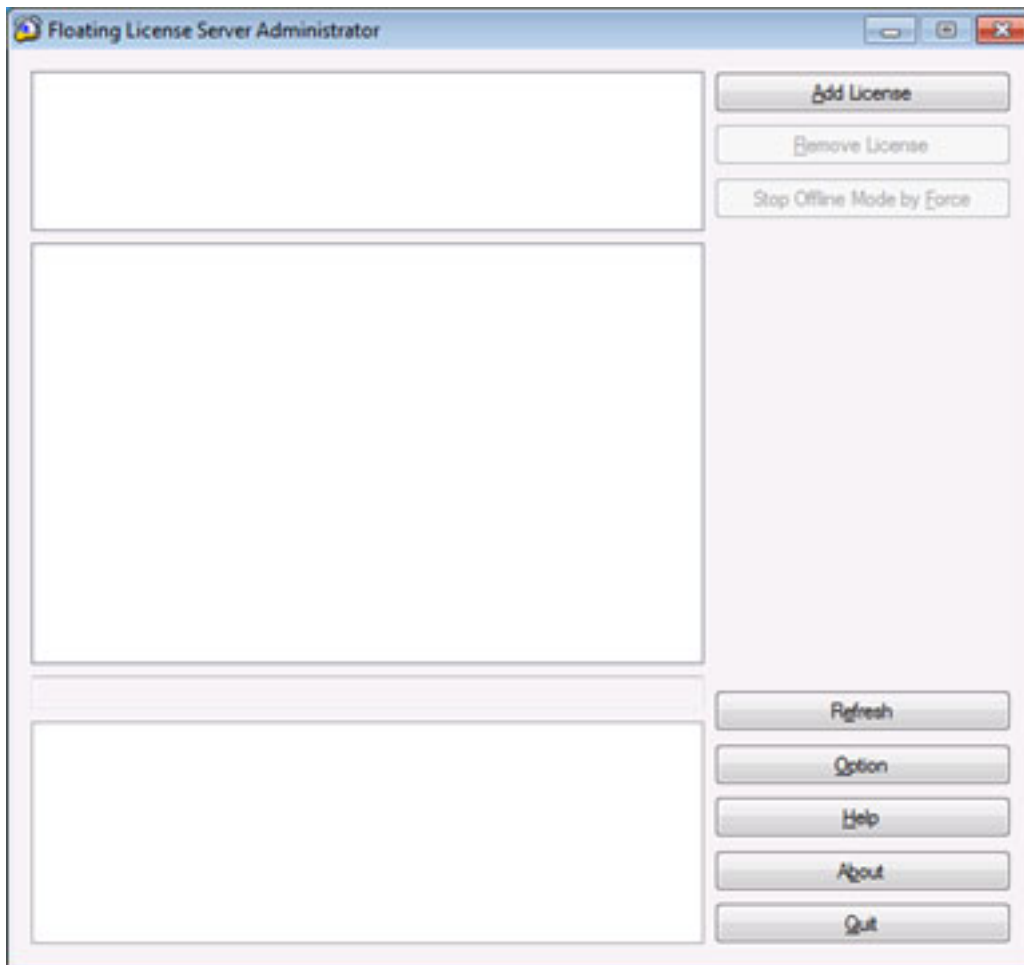 Floating License Server Administrator
Add License
Remove License
Stop Offline Mode by Force
Refresh
Option
Help
About
Quit